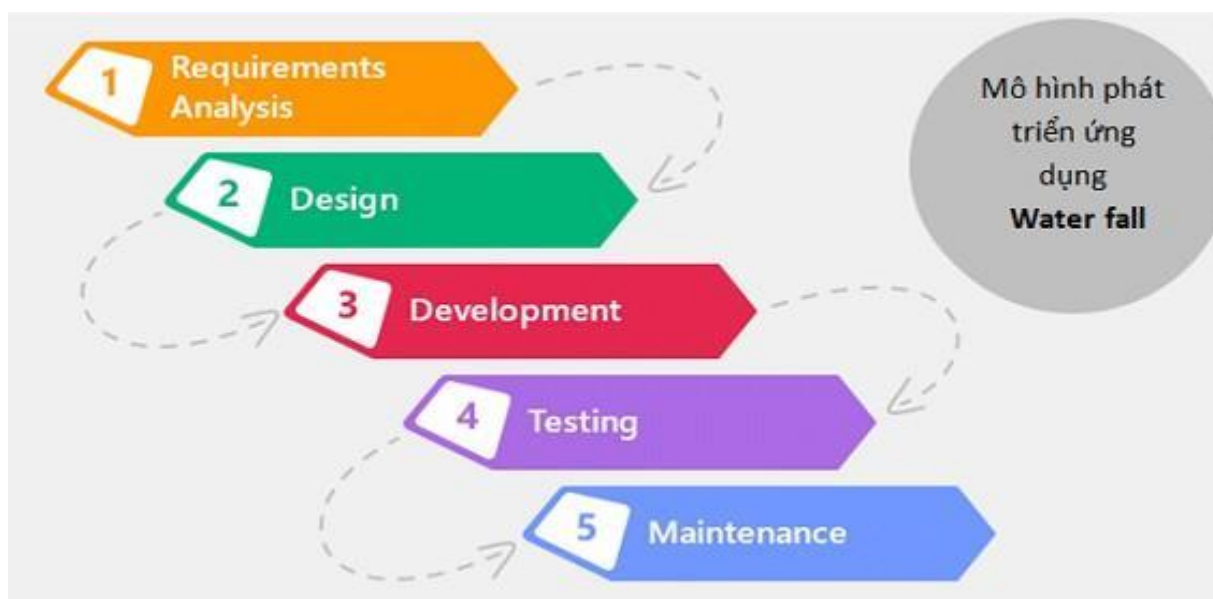 1
Requirements
Analysis
2
Design
3
Development
4
Testing
5
Maintenance
Mô hình phát
triển ứng
dụng
Water fall